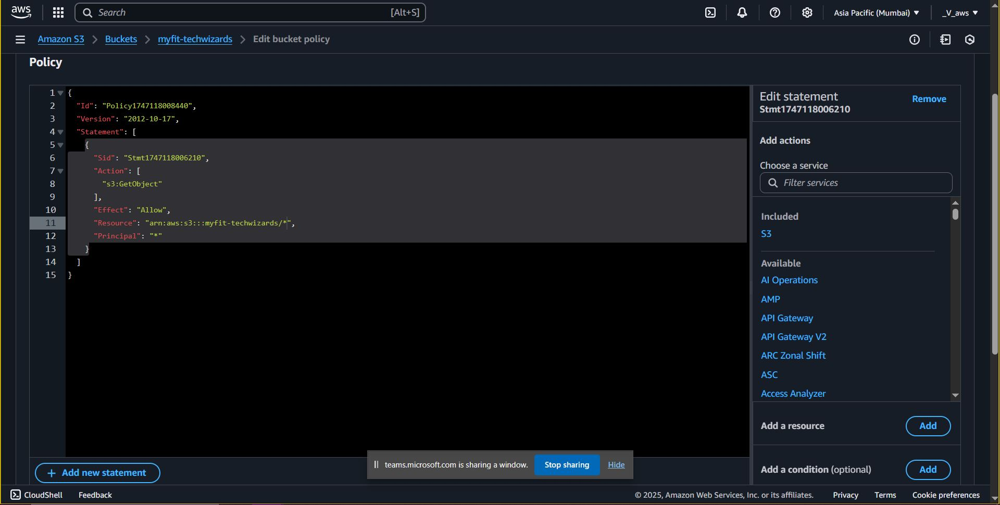 aws
Search
[Alt+S]
Asia Pacific (Mumbai)
_V_aws
Amazon S3
Buckets
myfit-techwizards
Edit bucket policy
Policy
1 {
2 "Id": "Policy1747118008440",
3 "Version": "2012-10-17",
4 "Statement": [
5 {
6 "Sid": "Stmt1747118006210",
7 "Action": [
8 "s3:GetObject"
9 ],
10 "Effect": "Allow",
11 "Resource": "arn:aws:s3:::myfit-techwizards/*",
12 "Principal": "*"
13 }
14 ]
15 }
+ Add new statement
Edit statement
Remove
Stmt1747118006210
Add actions
Choose a service
Filter services
Included
S3
Available
AI Operations
AMP
API Gateway
API Gateway V2
ARC Zonal Shift
ASC
Access Analyzer
Add a resource
Add
Add a condition (optional)
Add
teams.microsoft.com is sharing a window.
Stop sharing
Hide
CloudShell
Feedback
© 2025, Amazon Web Services, Inc. or its affiliates.
Privacy
Terms
Cookie preferences